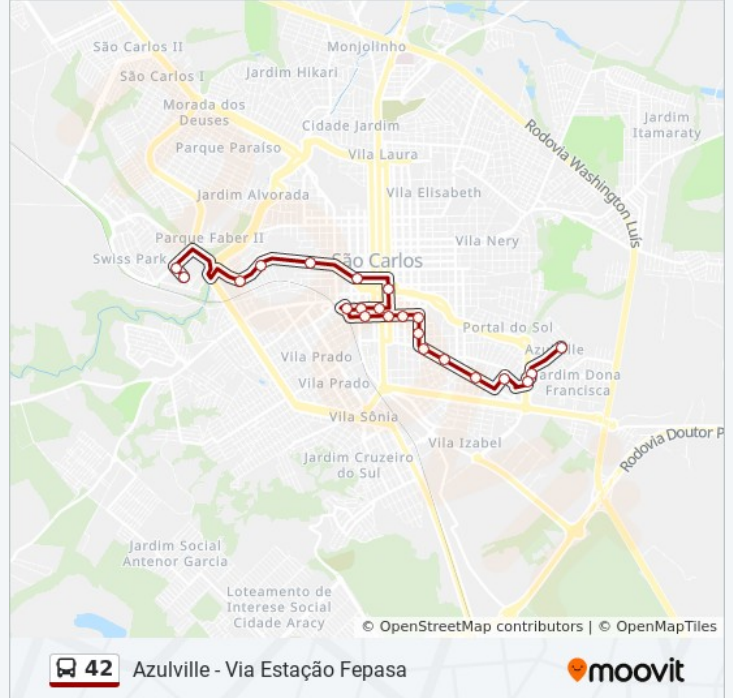 São Carlos II
Monjolinho
São Carlos I
Jardim Hikari
Morada dos
Deuses
Jardim
Itamaraty
Cidade Jardim
Parque Paraíso
Vila Laura
Rodovia Washington Luís
Jardim Alvorada
Vila Elisabeth
Parque Faber II
Vila Nery
Swiss Park
São Carlos
Portal do Sol
Azulville
Vila Prado
Jardim Dona
Francisca
Vila Prado
Vila Sônia
Vila Izabel
Rodovia Doutor P
Jardim Cruzeiro
do Sul
Jardim Social
Antenor Garcia
Loteamento de
Interesse Social
Cidade Aracy
© OpenStreetMap contributors | © OpenMapTiles
42 Azulville - Via Estação Fepasa
moovit